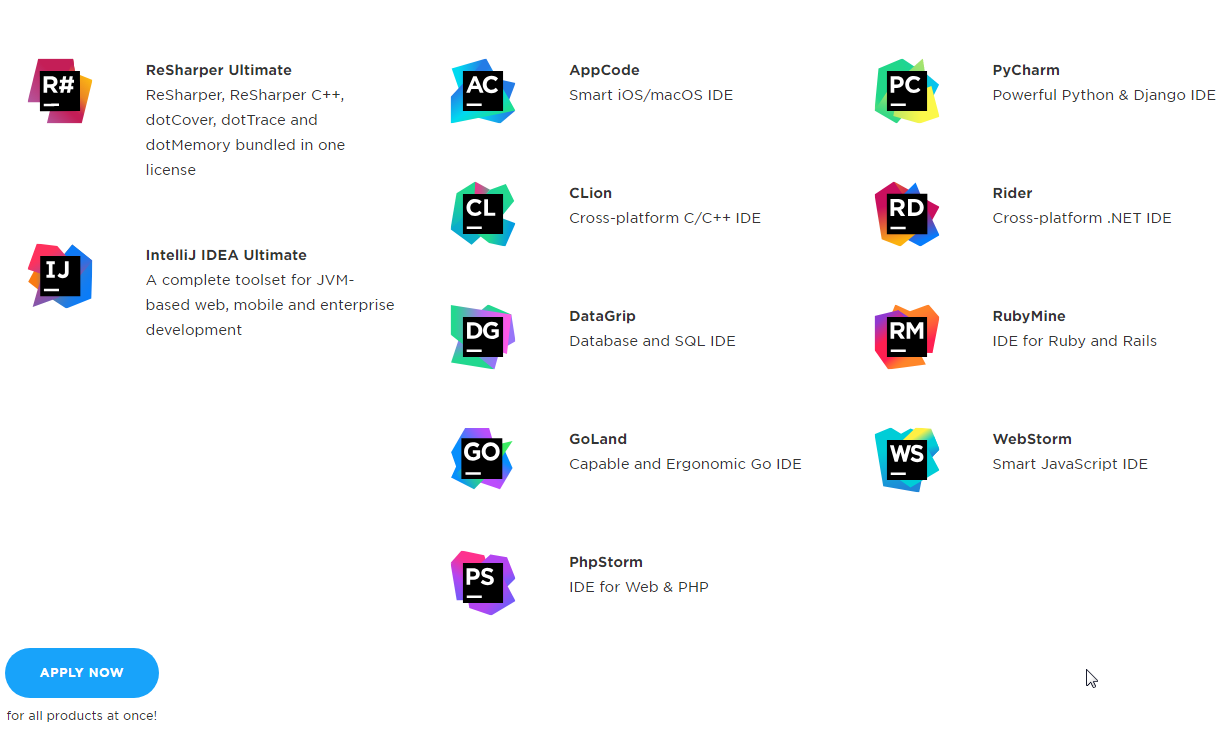 R#
ReSharper Ultimate
ReSharper, ReSharper C++,
dotCover, dotTrace and
dotMemory bundled in one
license
IJ
IntelliJ IDEA Ultimate
A complete toolset for JVM-
based web, mobile and enterprise
development
AC
AppCode
Smart iOS/macOS IDE
CL
CLion
Cross-platform C/C++ IDE
DG
DataGrip
Database and SQL IDE
GO
GoLand
Capable and Ergonomic Go IDE
PS
PhpStorm
IDE for Web & PHP
PC
PyCharm
Powerful Python & Django IDE
RD
Rider
Cross-platform .NET IDE
RM
RubyMine
IDE for Ruby and Rails
WS
WebStorm
Smart JavaScript IDE
APPLY NOW
for all products at once!